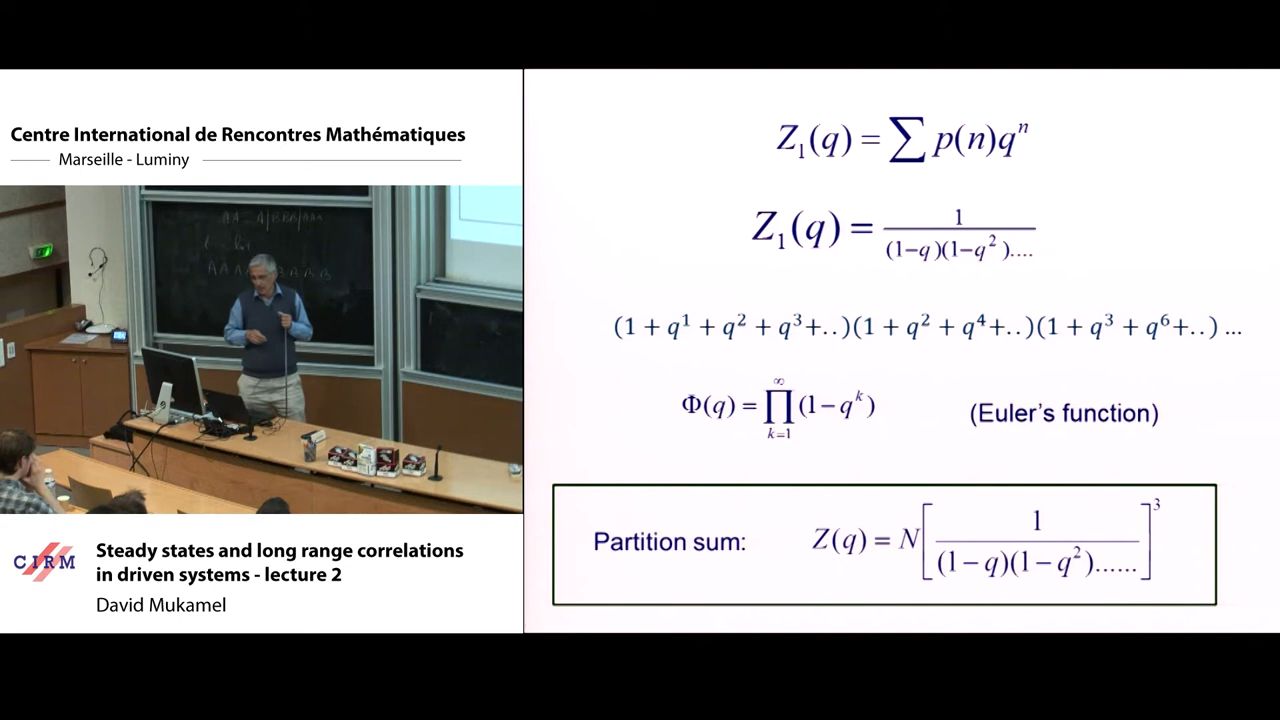 Centre International de Rencontres Mathématiques
Marseille - Luminy
A A A B B B B
C I R M
Steady states and long range correlations
in driven systems - lecture 2
David Mukamel
Z₁(q) = ∑ p(n)qⁿ
Z₁(q) = 1 / (1–q)(1–q²)....
(1 + q¹ + q² + q³+..)(1 + q² + q⁴+..)(1 + q³ + q⁶+..) ...
Φ(q) = ∏_{k=1}^{∞} (1–qᵏ) (Euler's function)
Partition sum: Z(q) = N[1 / (1–q)(1–q²)......]³